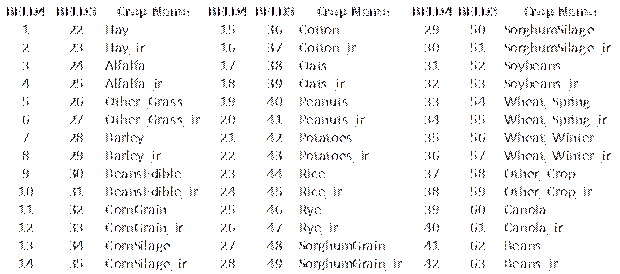 BELD4 BELD3 Crop Name BELD4 BELD3 Crop Name BELD4 BELD3 Crop Name
1 22 Hay 15 36 Cotton 29 50 SorghumSilage
2 23 Hay_ir 16 37 Cotton_ir 30 51 SorghumSilage_ir
3 24 Alfalfa 17 38 Oats 31 52 Soybeans
4 25 Alfalfa_ir 18 39 Oats_ir 32 53 Soybeans_ir
5 26 Other_Grass 19 40 Peanuts 33 54 Wheat_Spring
6 27 Other_Grass_ir 20 41 Peanuts_ir 34 55 Wheat_Spring_ir
7 28 Barley 21 42 Potatoes 35 56 Wheat_Winter
8 29 Barley_ir 22 43 Potatoes_ir 36 57 Wheat_Winter_ir
9 30 BeansEdible 23 44 Rice 37 58 Other_Crop
10 31 BeansEdible_ir 24 45 Rice_ir 38 59 Other_Crop_ir
11 32 CornGrain 25 46 Rye 39 60 Canola
12 33 CornGrain_ir 26 47 Rye_ir 40 61 Canola_ir
13 34 CornSilage 27 48 SorghumGrain 41 62 Beans
14 35 CornSilage_ir 28 49 SorghumGrain_ir 42 63 Beans_ir